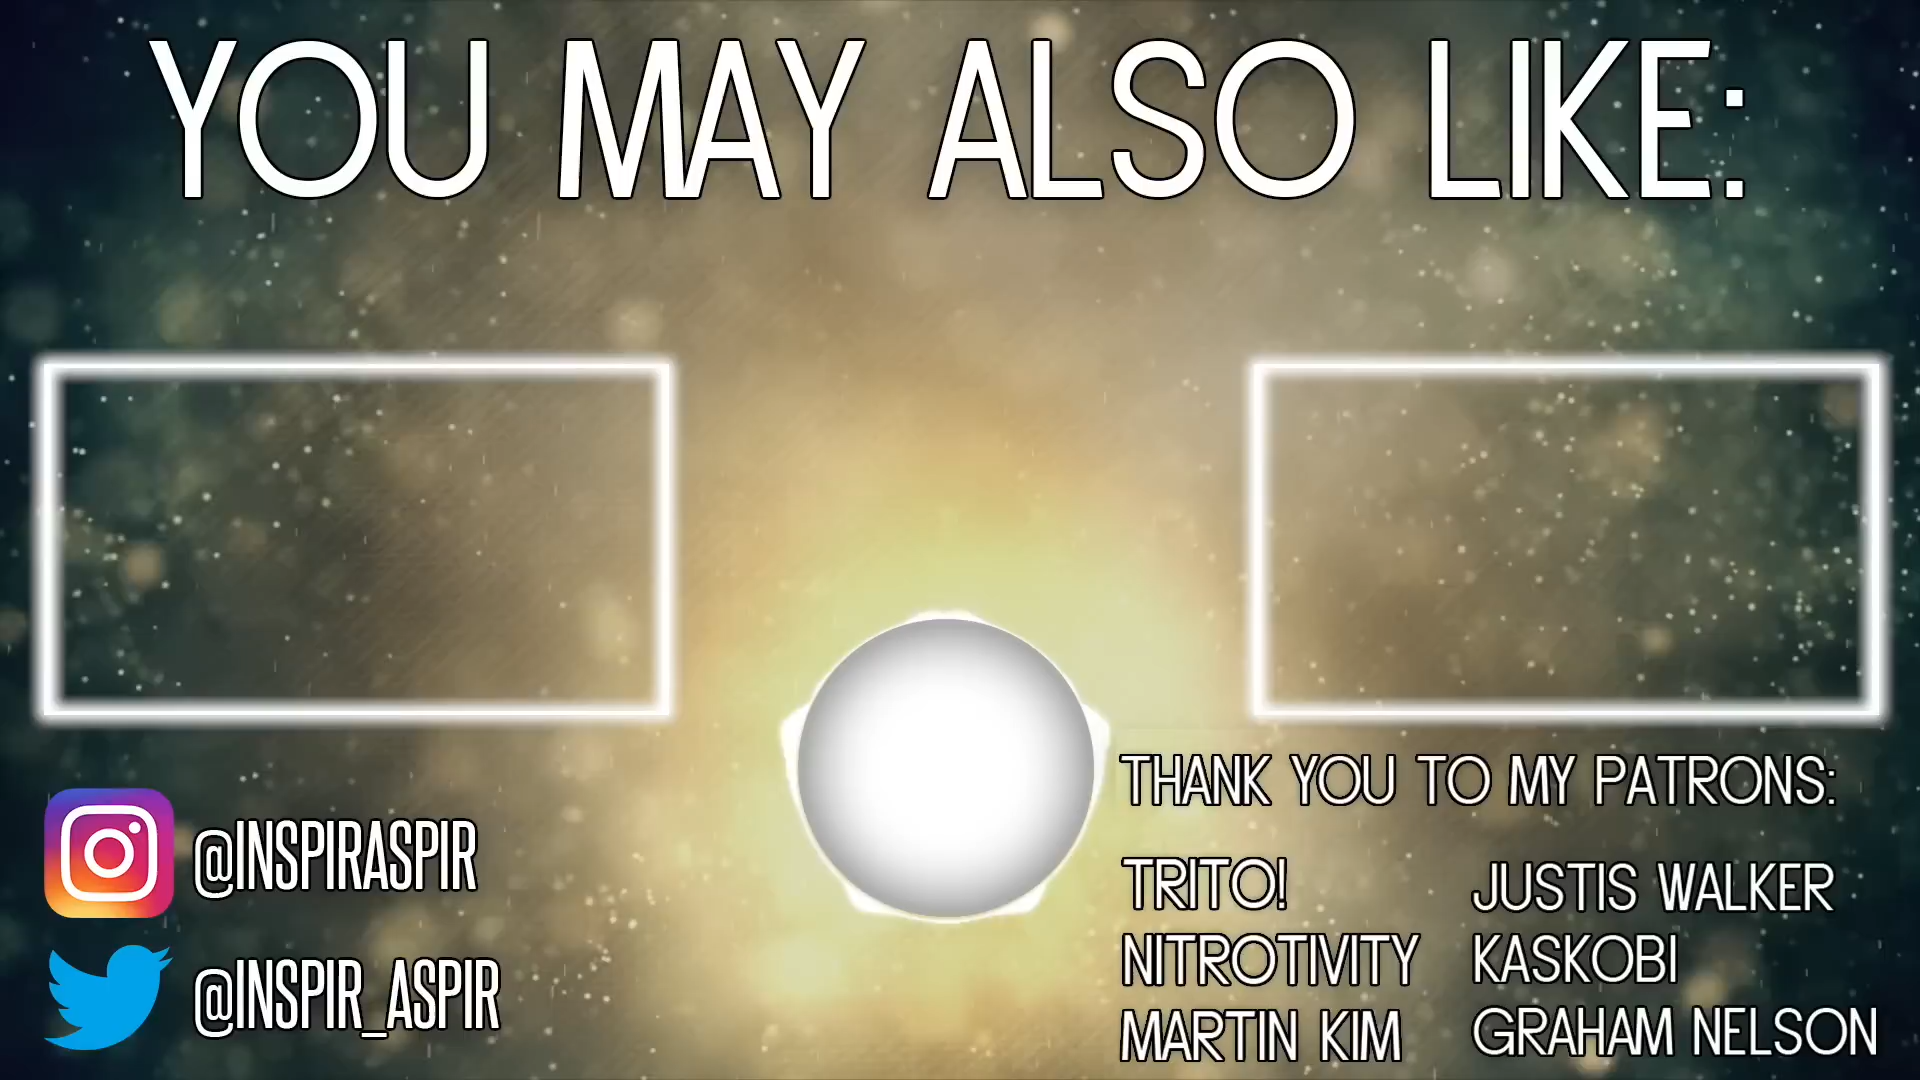 YOU MAY ALSO LIKE:
@INSPIRASPIR
@INSPIR_ASPIR
THANK YOU TO MY PATRONS:
TRITO!
NITROTIVITY
MARTIN KIM
JUSTIS WALKER
KASKOBI
GRAHAM NELSON